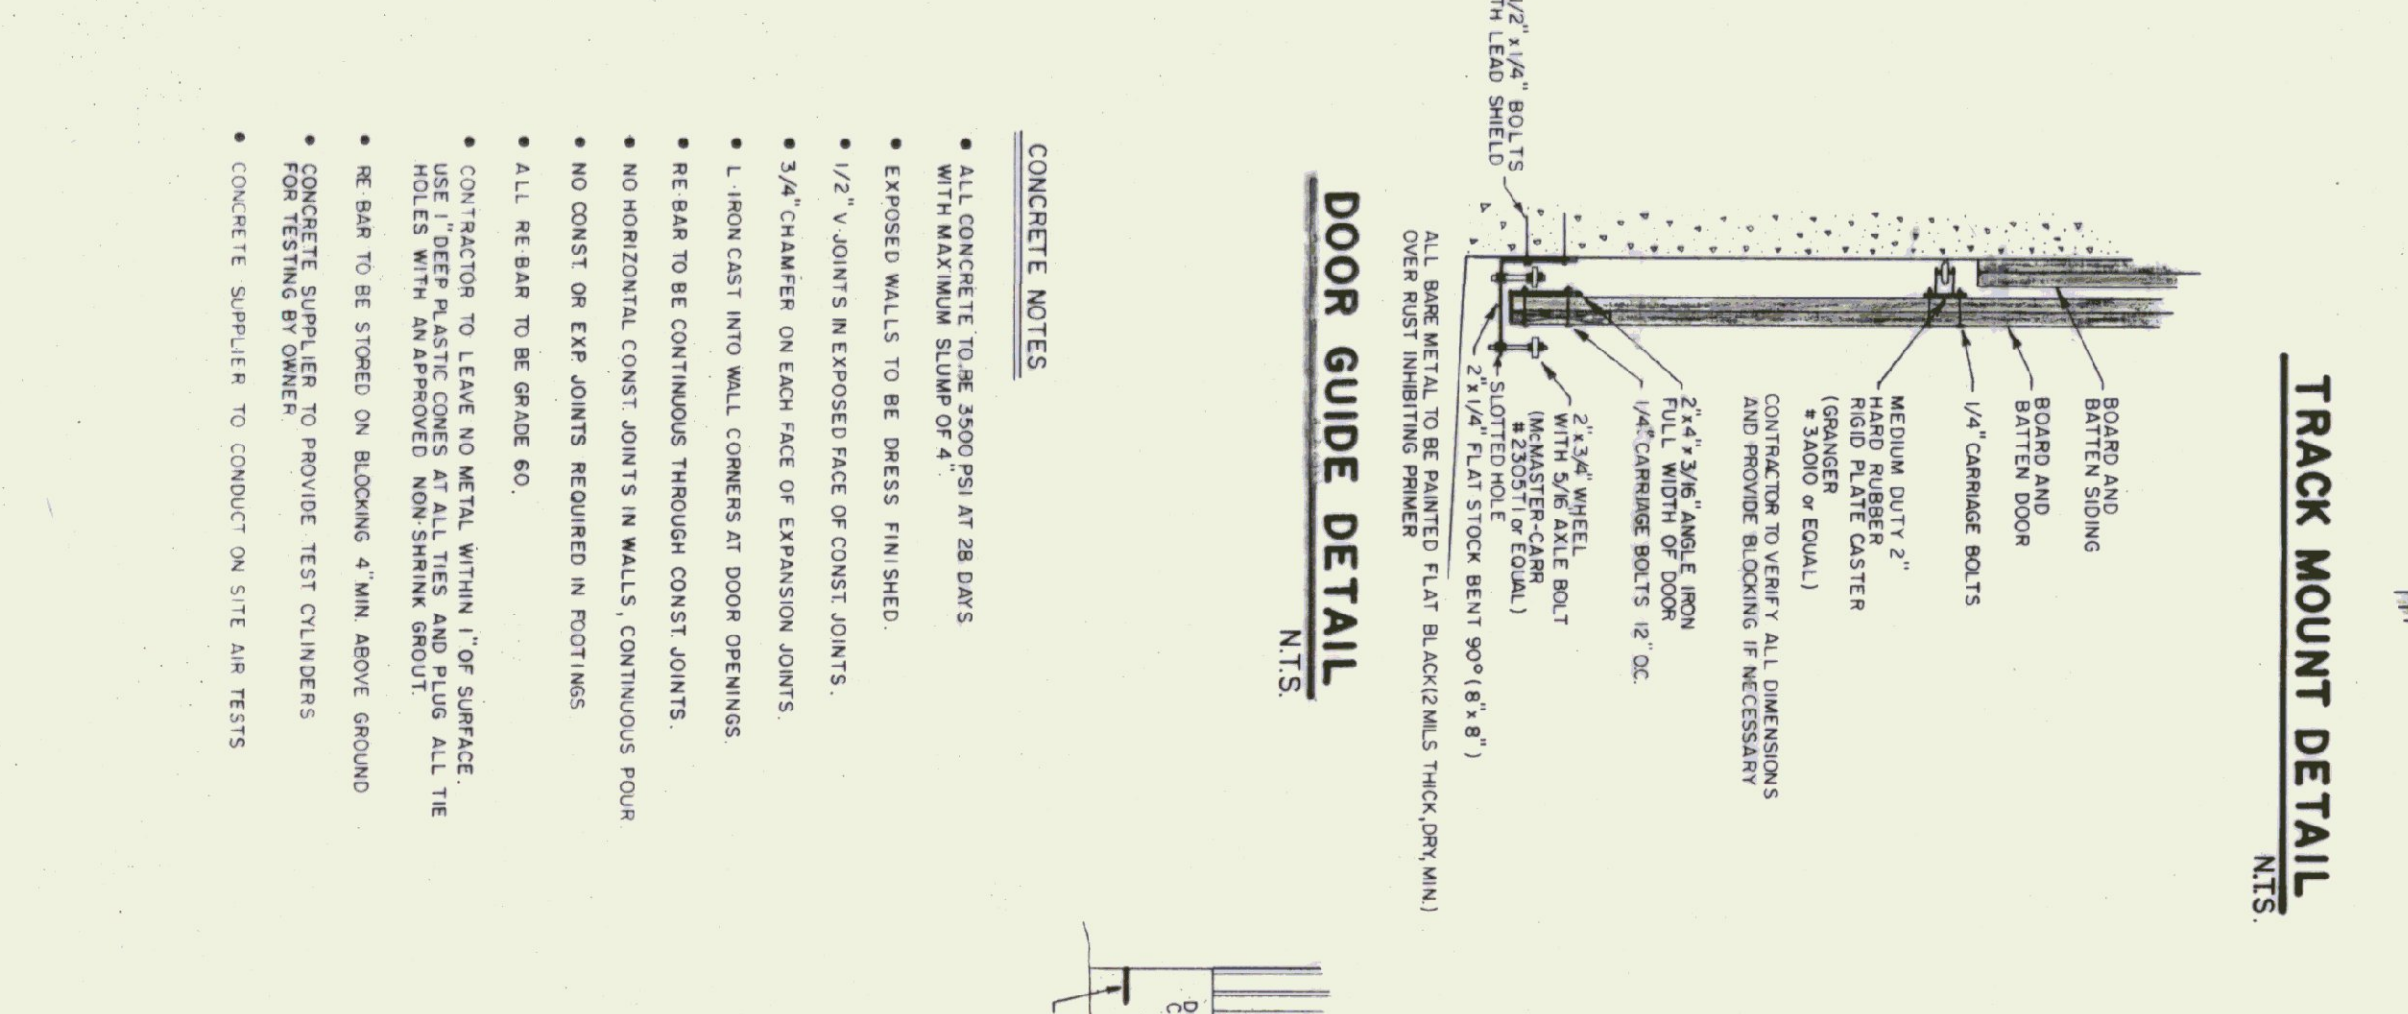 TRACK MOUNT DETAIL
N.T.S.
BOARD AND
BATTEN SIDING
BOARD AND
BATTEN DOOR
1/4" CARRIAGE BOLTS
MEDIUM DUTY 2"
HARD RUBBER
RIGID PLATE CASTER
(GRANGER
# 3A010 or EQUAL)
CONTRACTOR TO VERIFY ALL DIMENSIONS
AND PROVIDE BLOCKING IF NECESSARY
2"x4"x3/16" ANGLE IRON
FULL WIDTH OF DOOR
1/4" CARRIAGE BOLTS 12" O.C.
2"x3/4" WHEEL
WITH 5/16" AXLE BOLT
(McMASTER-CARR
#2305T1 or EQUAL)
SLOTTED HOLE
2"x1/4" FLAT STOCK BENT 90° (8"x8")
1/2"x1/4" BOLTS
TH LEAD SHIELD
ALL BARE METAL TO BE PAINTED FLAT BLACK (2 MILS THICK, DRY, MIN.)
OVER RUST INHIBITING PRIMER
DOOR GUIDE DETAIL
N.T.S.
CONCRETE NOTES
• ALL CONCRETE TO BE 3500 PSI AT 28 DAYS
WITH MAXIMUM SLUMP OF 4".
• EXPOSED WALLS TO BE DRESS FINISHED.
• 1/2" V-JOINTS IN EXPOSED FACE OF CONST. JOINTS.
• 3/4" CHAMFER ON EACH FACE OF EXPANSION JOINTS.
• L-IRON CAST INTO WALL CORNERS AT DOOR OPENINGS.
• RE-BAR TO BE CONTINUOUS THROUGH CONST. JOINTS.
• NO HORIZONTAL CONST. JOINTS IN WALLS, CONTINUOUS POUR
• NO CONST. OR EXP. JOINTS REQUIRED IN FOOTINGS
• ALL RE-BAR TO BE GRADE 60.
• CONTRACTOR TO LEAVE NO METAL WITHIN 1" OF SURFACE.
USE 1" DEEP PLASTIC CONES AT ALL TIES AND PLUG ALL TIE
HOLES WITH AN APPROVED NON-SHRINK GROUT.
• RE-BAR TO BE STORED ON BLOCKING 4" MIN. ABOVE GROUND
• CONCRETE SUPPLIER TO PROVIDE TEST CYLINDERS
FOR TESTING BY OWNER
• CONCRETE SUPPLIER TO CONDUCT ON SITE AIR TESTS
D
C